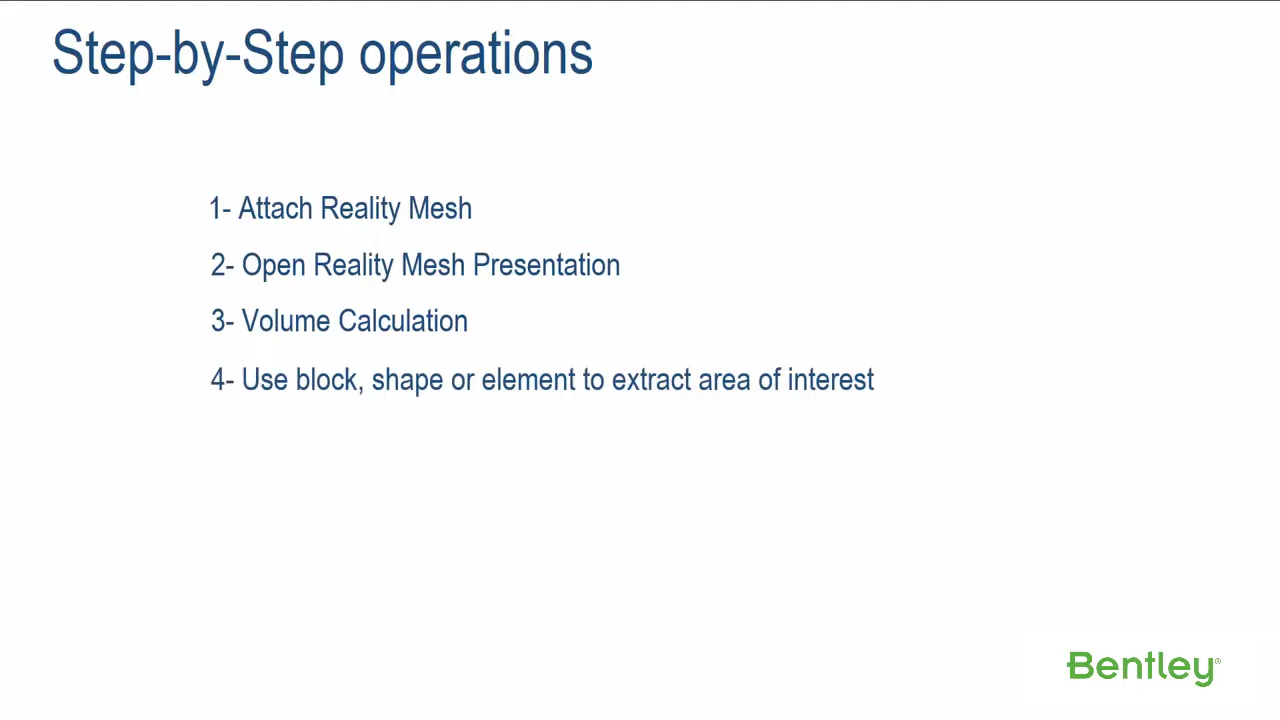 Step-by-Step operations
1- Attach Reality Mesh
2- Open Reality Mesh Presentation
3- Volume Calculation
4- Use block, shape or element to extract area of interest
Bentley®